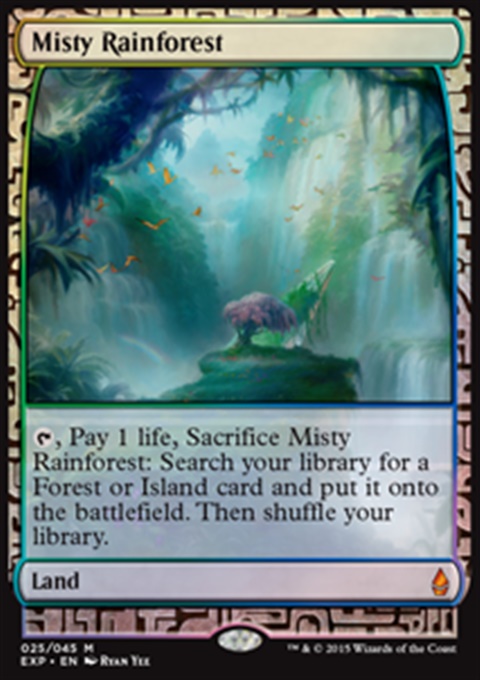 Misty Rainforest
, Pay 1 life, Sacrifice Misty
Rainforest: Search your library for a
Forest or Island card and put it onto
the battlefield. Then shuffle your
library.
Land
025/045 M
EXP • EN Ryan Yee
™ & © 2015 Wizards of the Coast